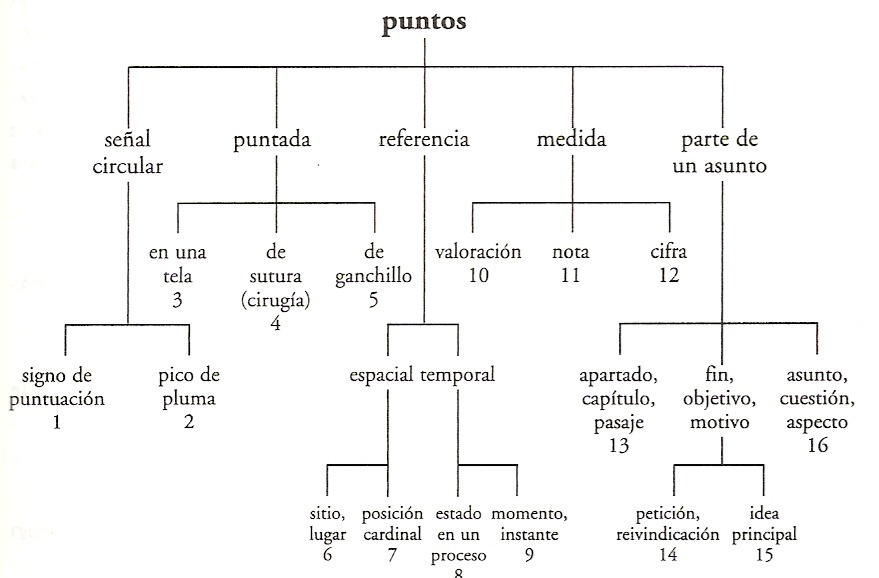 puntos
señal
circular
puntada
referencia
medida
parte de
un asunto
en una
tela
3
de
sutura
(cirugía)
4
de
ganchillo
5
valoración
10
nota
11
cifra
12
signo de
puntuación
1
pico de
pluma
2
espacial temporal
apartado,
capítulo,
pasaje
13
fin,
objetivo,
motivo
asunto,
cuestión,
aspecto
16
sitio,
lugar
6
posición
cardinal
7
estado
en un
proceso
8
momento,
instante
9
petición,
reivindicación
14
idea
principal
15